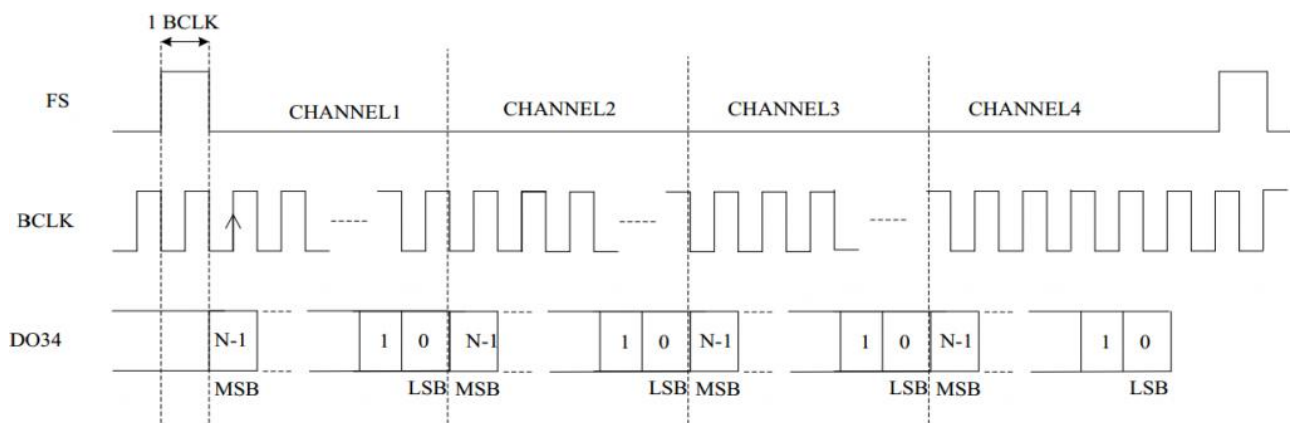 1 BCLK
FS
CHANNEL1 CHANNEL2 CHANNEL3 CHANNEL4
BCLK
DO34
N-1 1 0 N-1 1 0 N-1 1 0 N-1 1 0
MSB LSB MSB LSB MSB LSB MSB LSB